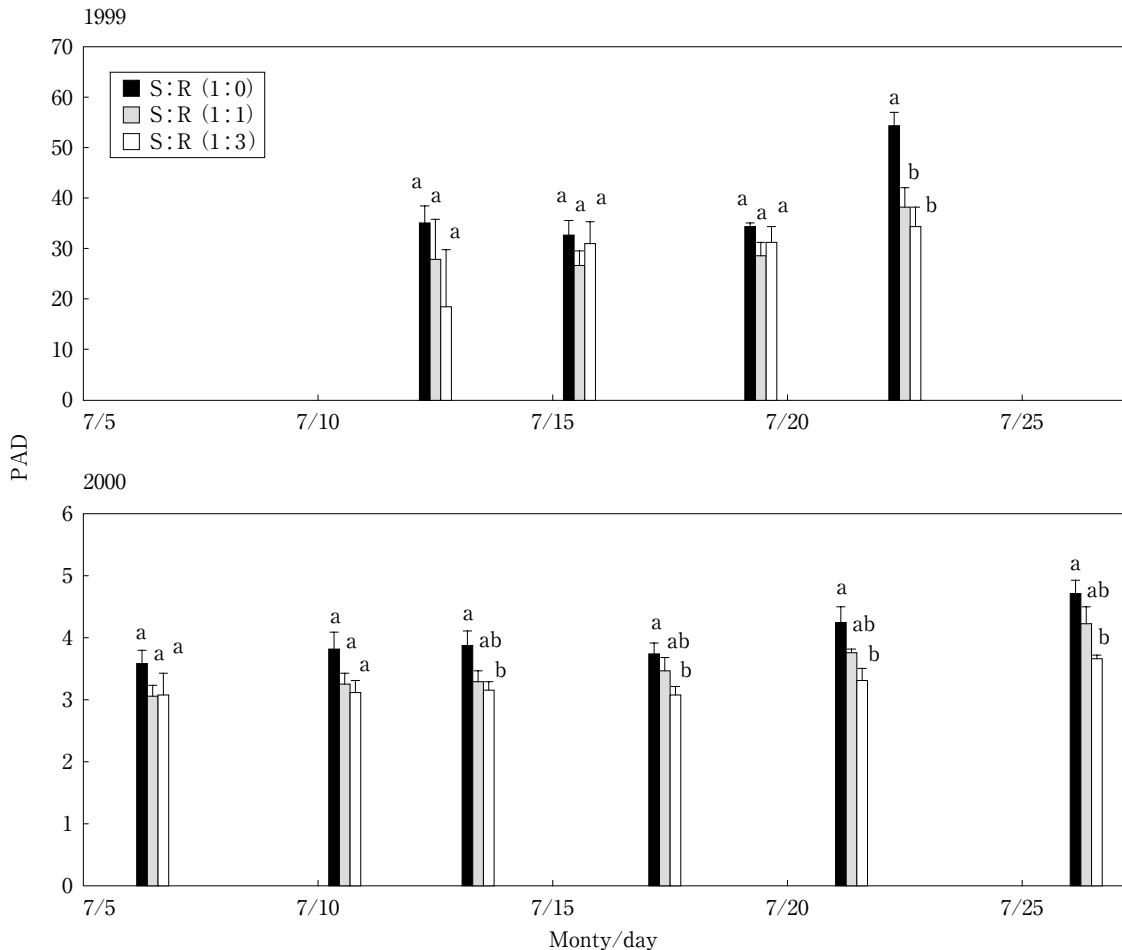 1999
70
60
50
40
30
20
10
0
S:R (1:0)
S:R (1:1)
S:R (1:3)
a a a
a a a
a a a
a b b
7/5 7/10 7/15 7/20 7/25
PAD
2000
6
5
4
3
2
1
0
a a a
a a a
a ab b
a ab b
a ab b
a ab b
7/5 7/10 7/15 7/20 7/25
Monty/day